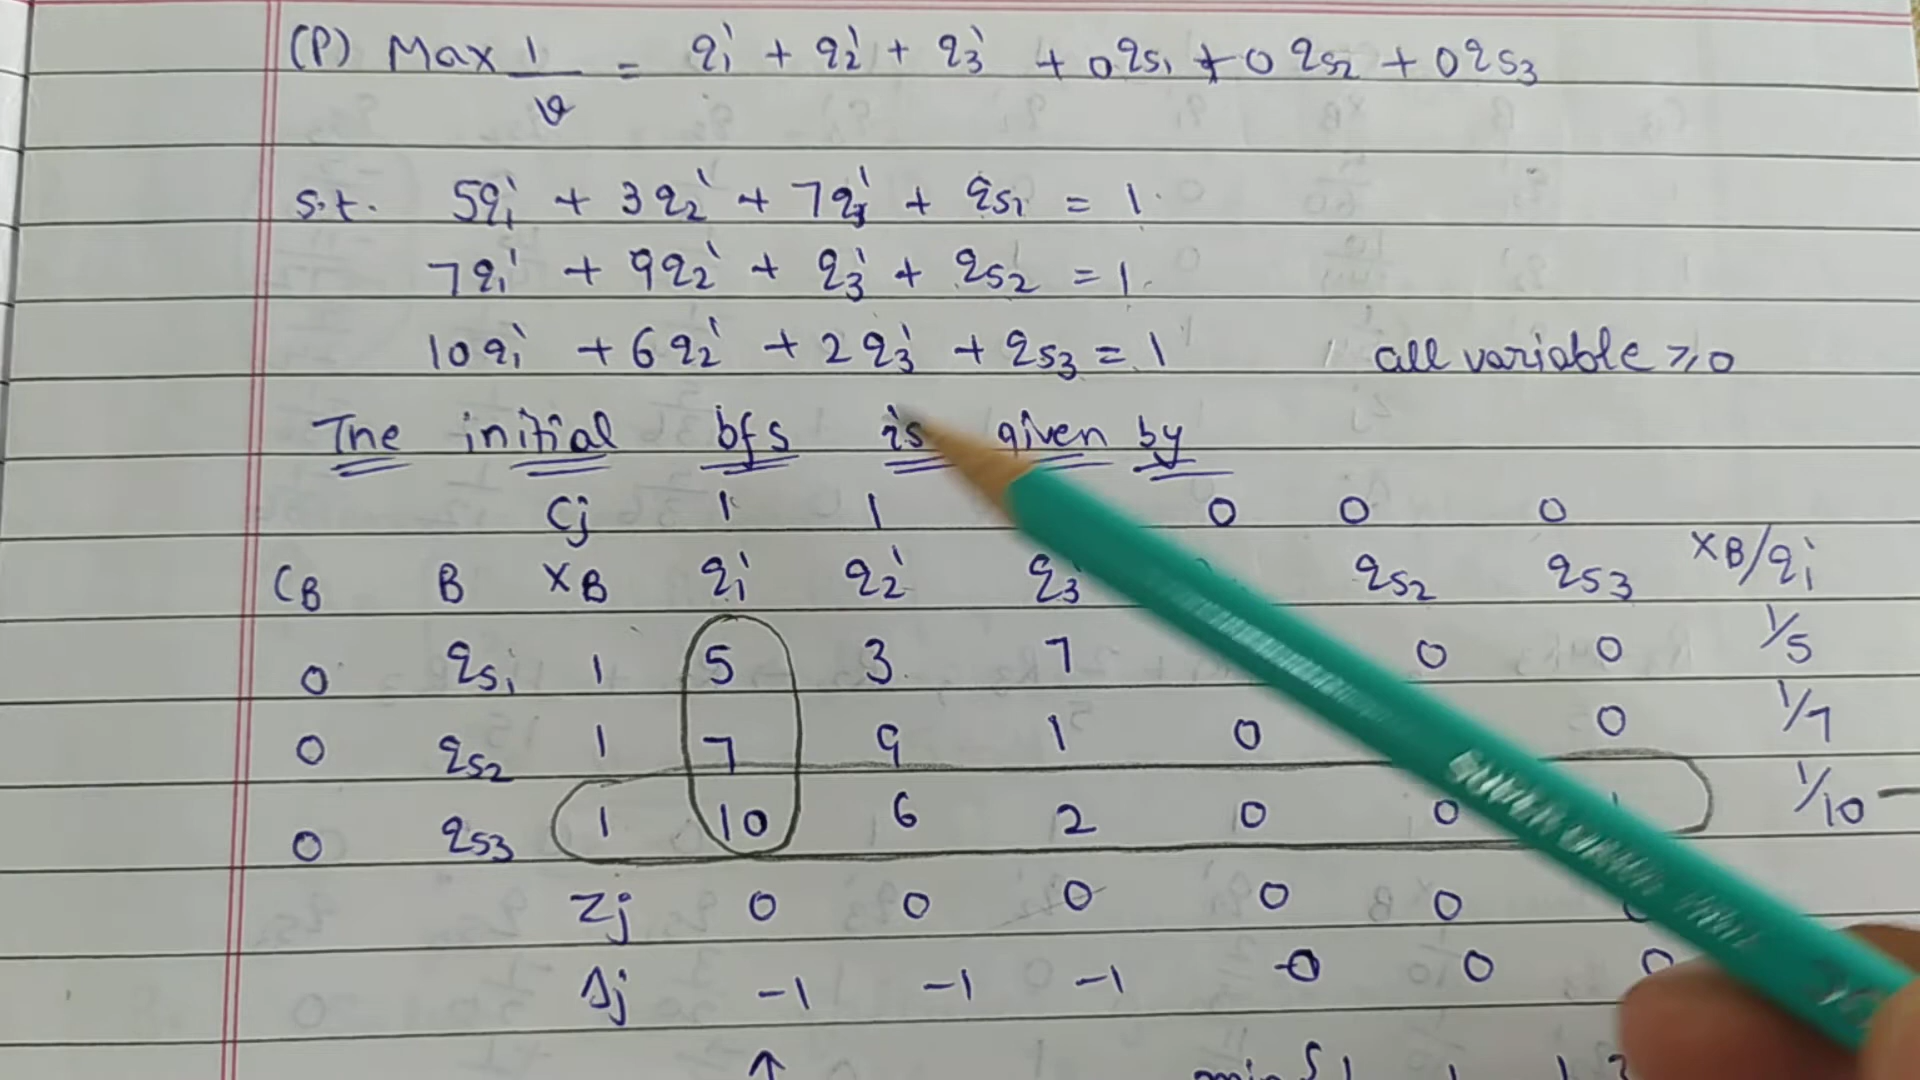 (P) Max 1/v = q1' + q2' + q3' + 0qs1 + 0qs2 + 0qs3
s.t. 5q1' + 3q2' + 7q3' + qs1 = 1
7q1' + 9q2' + q3' + qs2 = 1
10q1' + 6q2' + 2q3' + qs3 = 1 all variable ≥ 0
The initial bfs is given by
Cj 1 1 0 0 0
CB B XB q1' q2' q3' qs2 qs3 XB/q1'
0 qs1 1 5 3 7 0 0 1/5
0 qs2 1 7 9 1 0 0 1/7
0 qs3 1 10 6 2 0 0 1/10
Zj 0 0 0 0 0
Δj -1 -1 -1 0 0 0